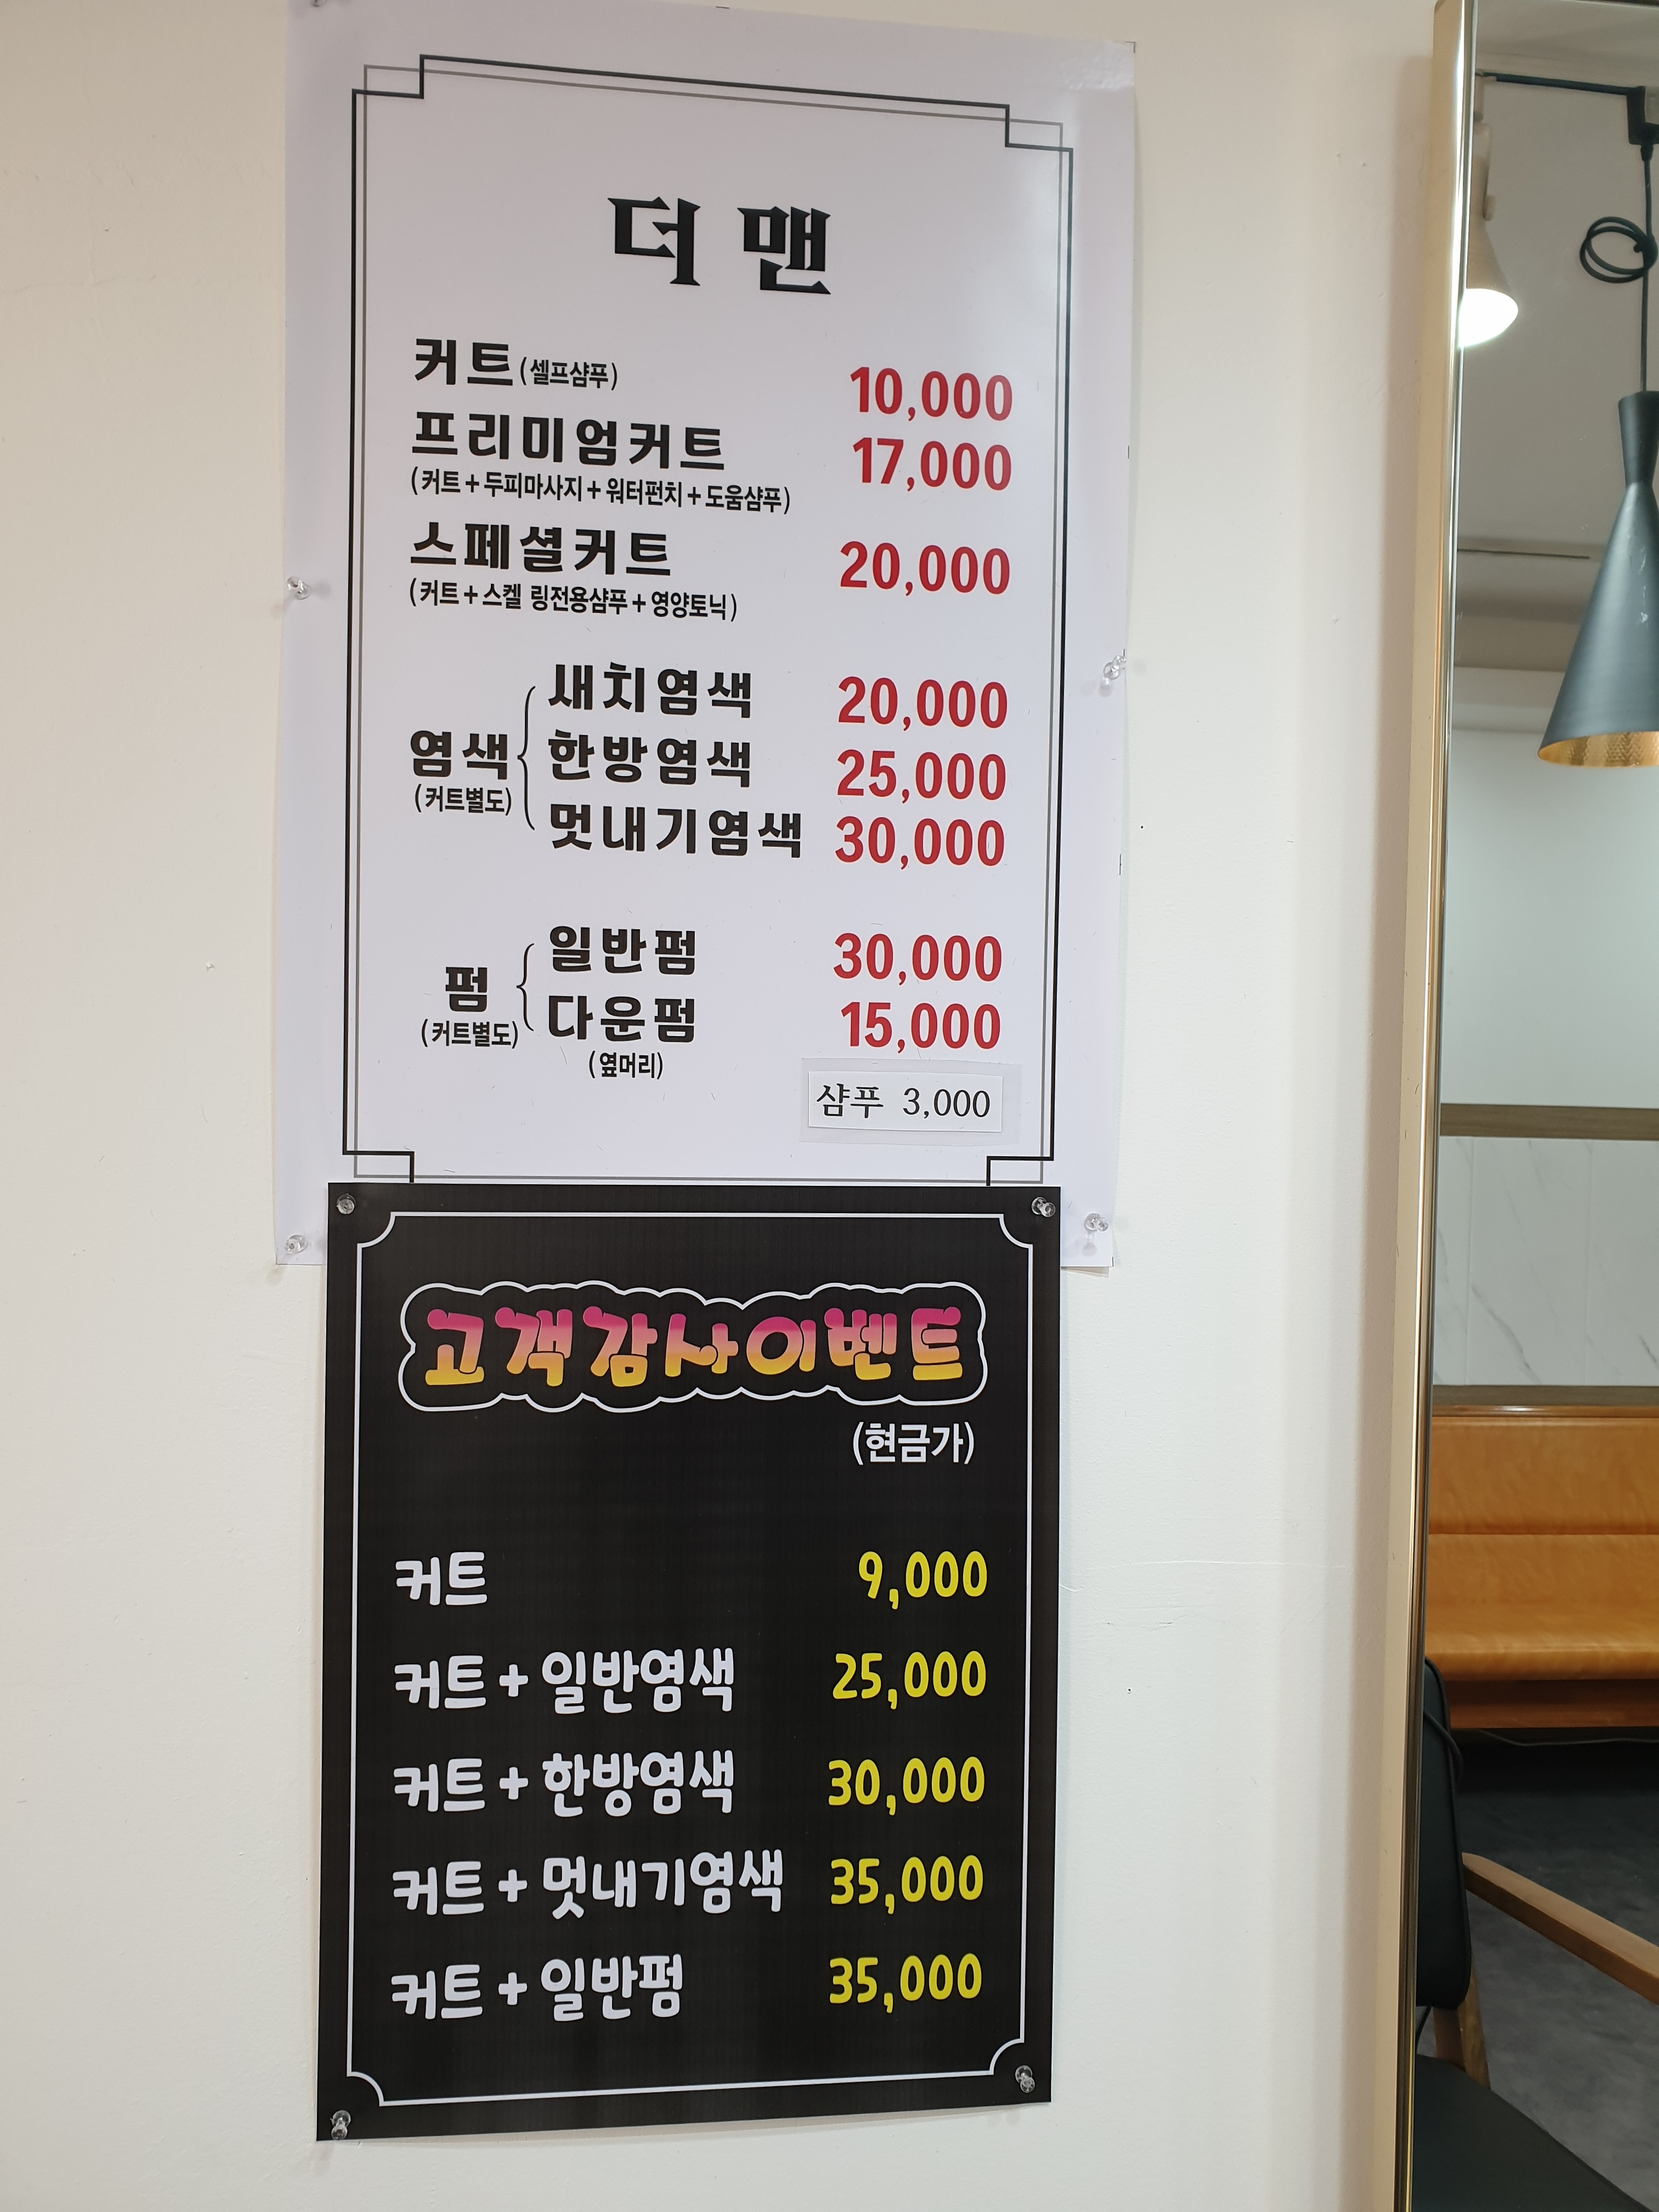 더 맨
커트(셀프샴푸) 10,000
프리미엄커트 17,000
(커트+두피마사지+워터펀치+도움샴푸)
스페셜커트 20,000
(커트+스켈 링전용샴푸+영양토닉)
새치염색 20,000
염색 한방염색 25,000
(커트별도)
멋내기염색 30,000
일반펌 30,000
펌
다운펌 15,000
(커트별도)
(옆머리)
샴푸 3,000
고객감사이벤트
(현금가)
커트 9,000
커트 + 일반염색 25,000
커트 + 한방염색 30,000
커트 + 멋내기염색 35,000
커트 + 일반펌 35,000